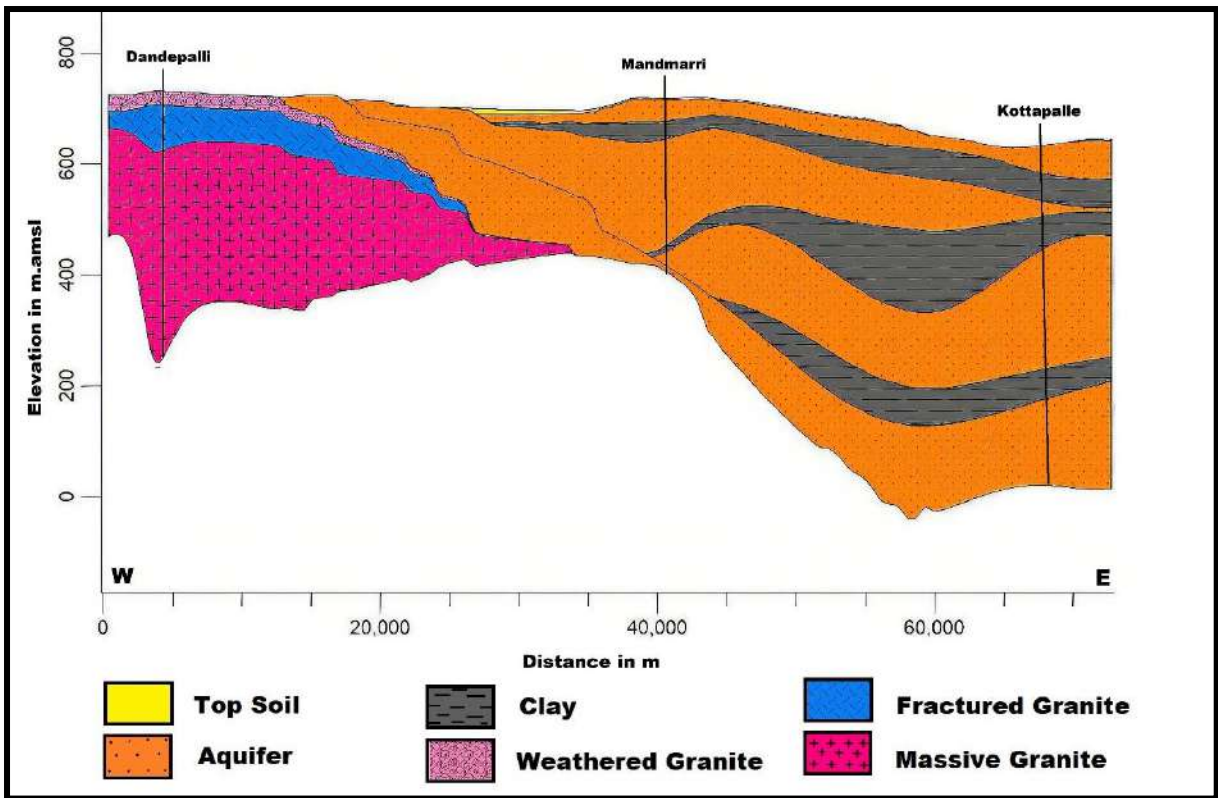 Dandepalli
Mandmarri
Kottapalle
800
600
400
200
0
Elevation in m.amsl
W
E
0
20,000
40,000
60,000
Distance in m
Top Soil
Clay
Fractured Granite
Aquifer
Weathered Granite
Massive Granite